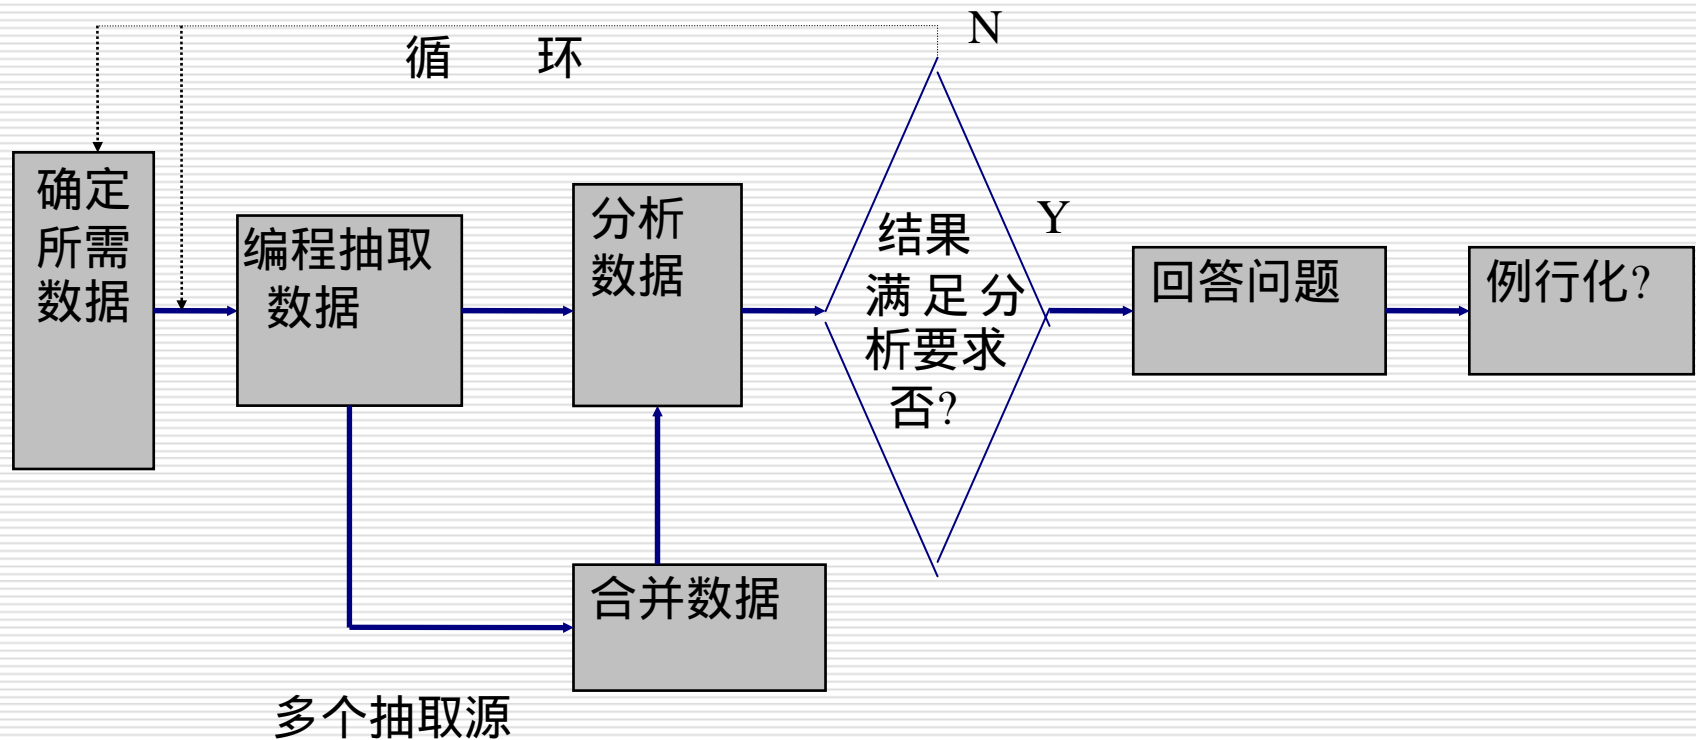 N
循 环
确定
所需
数据
编程抽取
数据
分析
数据
结果
满 足 分
析要求
否?
Y
回答问题
例行化?
合并数据
多个抽取源